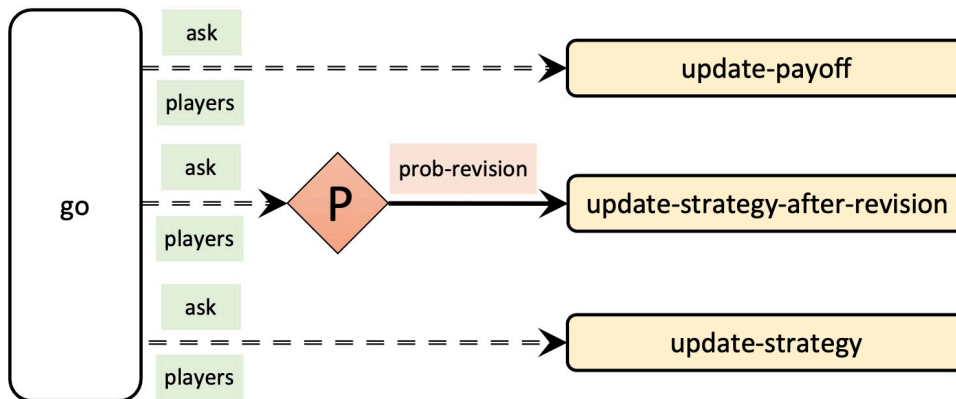 ask
update-payoff
players
ask
prob-revision
go
P
update-strategy-after-revision
players
ask
update-strategy
players